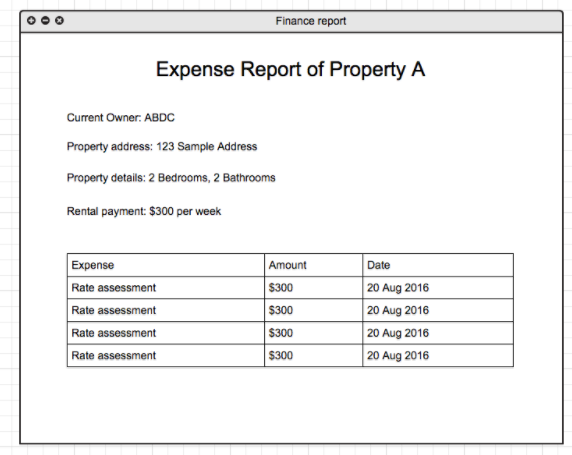 Finance report
Expense Report of Property A
Current Owner: ABDC
Property address: 123 Sample Address
Property details: 2 Bedrooms, 2 Bathrooms
Rental payment: $300 per week
Expense Amount Date
Rate assessment $300 20 Aug 2016
Rate assessment $300 20 Aug 2016
Rate assessment $300 20 Aug 2016
Rate assessment $300 20 Aug 2016